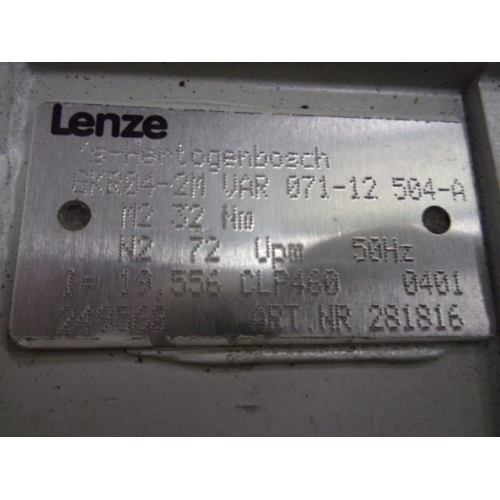 Lenze
's-Hertogenbosch
GKR04-2M VAR 071-12 504-A
M2 32 Nm
N2 72 Upm 50Hz
I= 19,556 CLP460 0401
ART.NR 281816